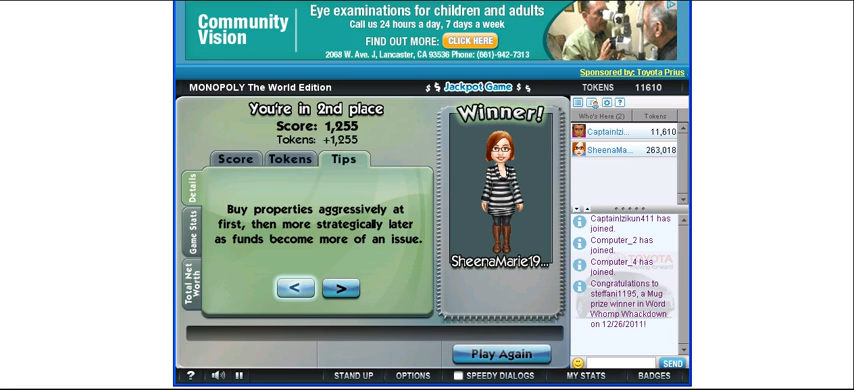 Community
Vision
Eye examinations for children and adults
Call us 24 hours a day, 7 days a week
FIND OUT MORE: CLICK HERE
2068 W. Ave. J, Lancaster, CA 93536 Phone: (661)-942-7313
Sponsored by: Toyota Prius
MONOPOLY The World Edition
$ $ Jackpot Game $ $
TOKENS 11610
You're in 2nd place
Score: 1,255
Tokens: +1,255
Score Tokens Tips
Details
Game Stats
Total Net
Worth
Buy properties aggressively at
first, then more strategically later
as funds become more of an issue.
< >
Winner!
SheenaMarie19...
Who's Here (2) Tokens
CaptainIzi... 11,610
SheenaMa... 263,018
CaptainIzikun411 has
joined.
Computer_2 has
joined.
Computer_4 has
joined.
Congratulations to
steffani1195, a Mug
prize winner in Word
Whomp Whackdown
on 12/26/2011!
TOYOTA
moving forward
Play Again
SEND
? STAND UP OPTIONS SPEEDY DIALOGS MY STATS BADGES